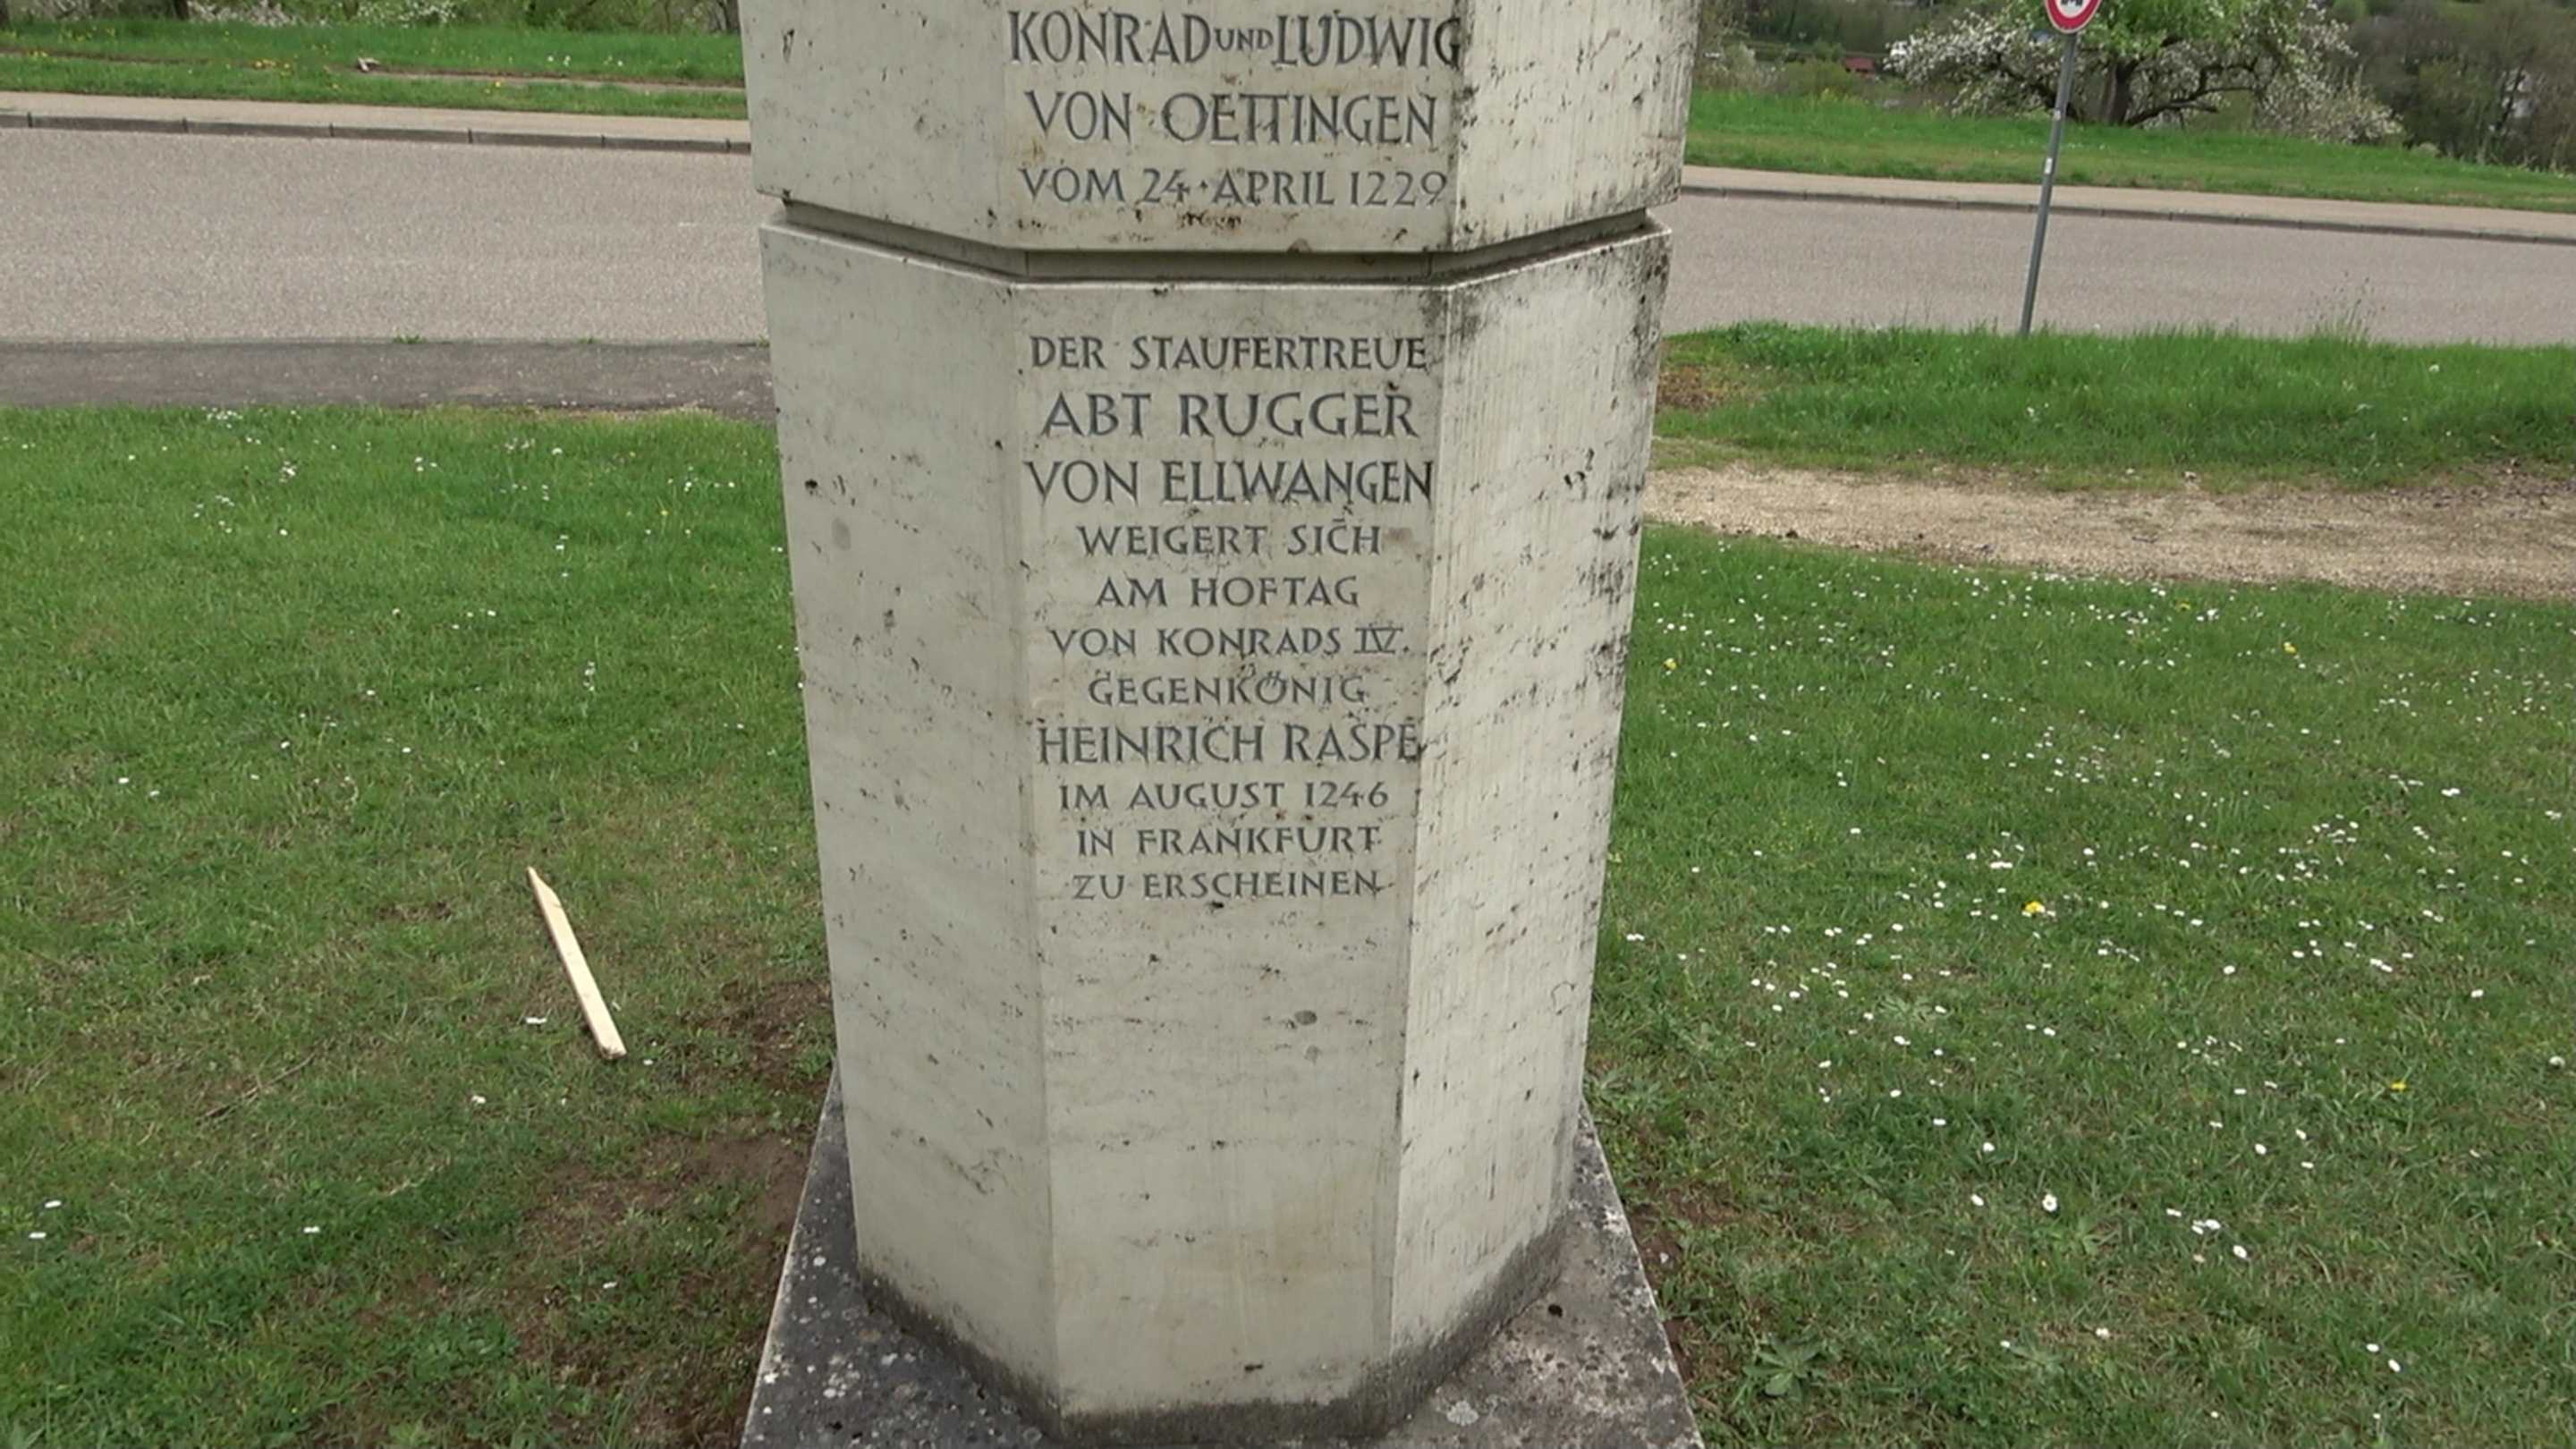 KONRAD UND LUDWIG
VON OETTINGEN
VOM 24 · APRIL 1229
DER STAUFERTREUE
ABT RUGGER
VON ELLWANGEN
WEIGERT SICH
AM HOFTAG
VON KONRADS IV.
GEGENKÖNIG
HEINRICH RASPE
IM AUGUST 1246
IN FRANKFURT
ZU ERSCHEINEN